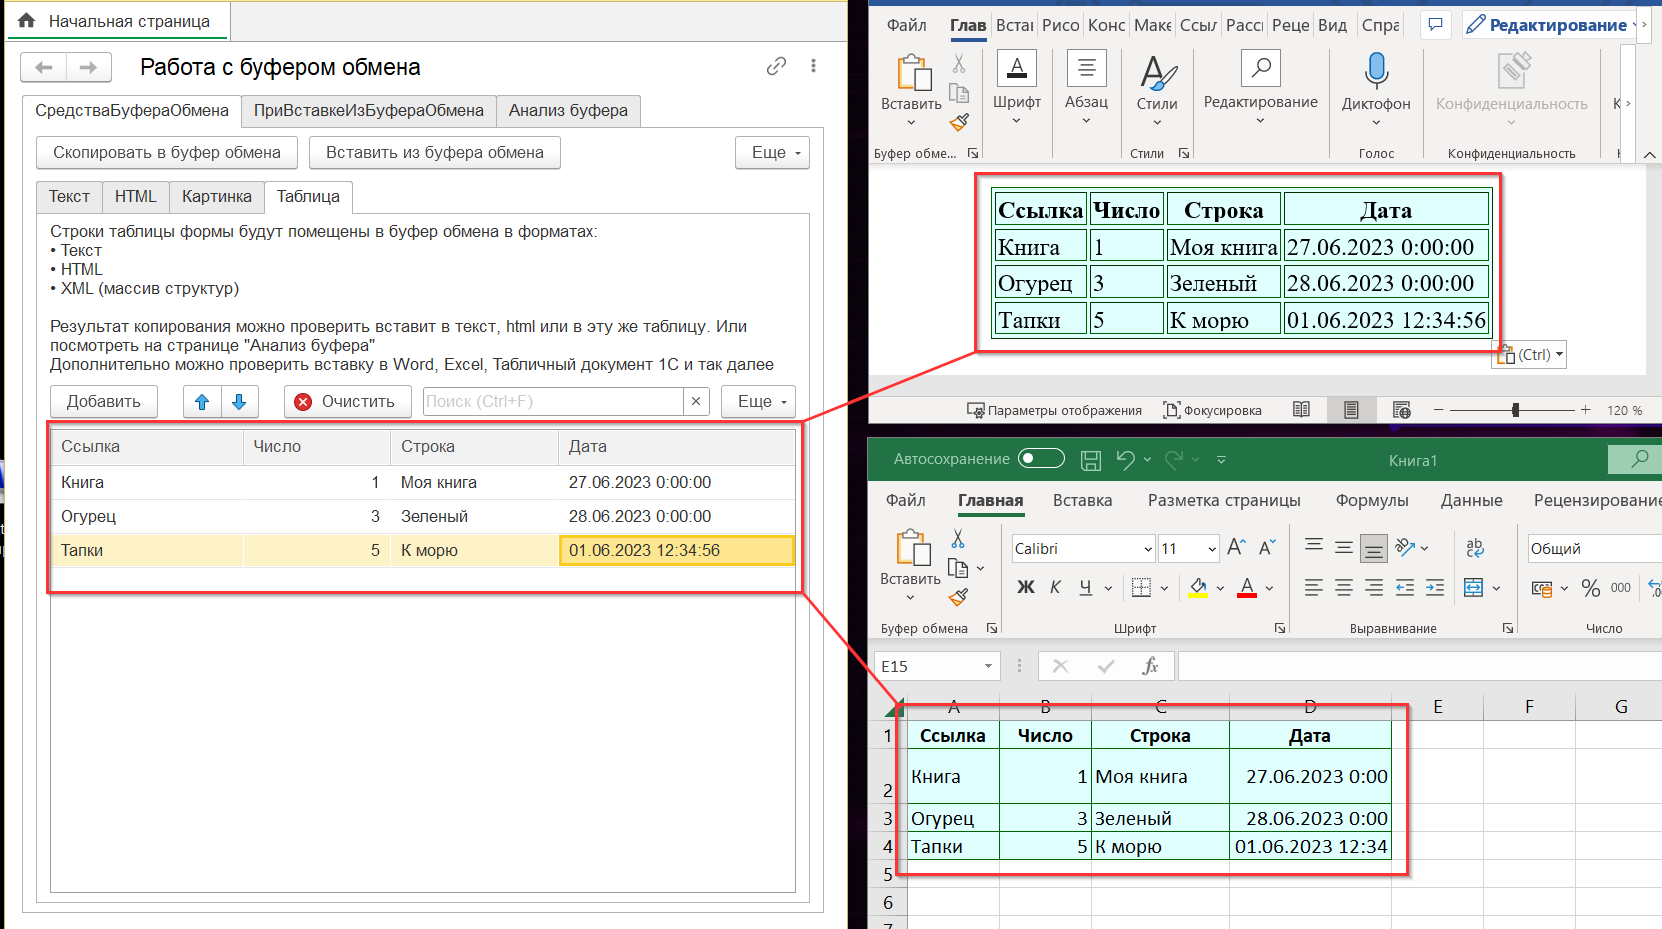 Начальная страница
Работа с буфером обмена
СредстваБуфераОбмена
ПриВставкеИзБуфераОбмена
Анализ буфера
Скопировать в буфер обмена
Вставить из буфера обмена
Еще
Текст
HTML
Картинка
Таблица
Строки таблицы формы будут помещены в буфер обмена в форматах:
• Текст
• HTML
• XML (массив структур)
Результат копирования можно проверить вставит в текст, html или в эту же таблицу. Или
посмотреть на странице "Анализ буфера"
Дополнительно можно проверить вставку в Word, Excel, Табличный документ 1С и так далее
Добавить
Очистить
Поиск (Ctrl+F)
×
Еще
Ссылка Число Строка Дата
Книга 1 Моя книга 27.06.2023 0:00:00
Огурец 3 Зеленый 28.06.2023 0:00:00
Тапки 5 К морю 01.06.2023 12:34:56
Файл Глав Встаі Рисо Конс Маке Ссыл Расс Реце Вид Спра Редактирование
Вставить
Шрифт
Абзац
Стили
Редактирование
Диктофон
Конфиденциальность
Буфер обме...
Стили
Голос
Конфиденциальность
Ссылка Число Строка Дата
Книга 1 Моя книга 27.06.2023 0:00:00
Огурец 3 Зеленый 28.06.2023 0:00:00
Тапки 5 К морю 01.06.2023 12:34:56
(Ctrl)
Параметры отображения
Фокусировка
120 %
Автосохранение
Книга1
Файл Главная Вставка Разметка страницы Формулы Данные Рецензировани
Вставить
Calibri
11
Ж К Ч
Общий
% 000
Буфер обмена
Шрифт
Выравнивание
Число
E15
fx
A B C D E F G
1 Ссылка Число Строка Дата
2 Книга 1 Моя книга 27.06.2023 0:00
3 Огурец 3 Зеленый 28.06.2023 0:00
4 Тапки 5 К морю 01.06.2023 12:34
5
6
7